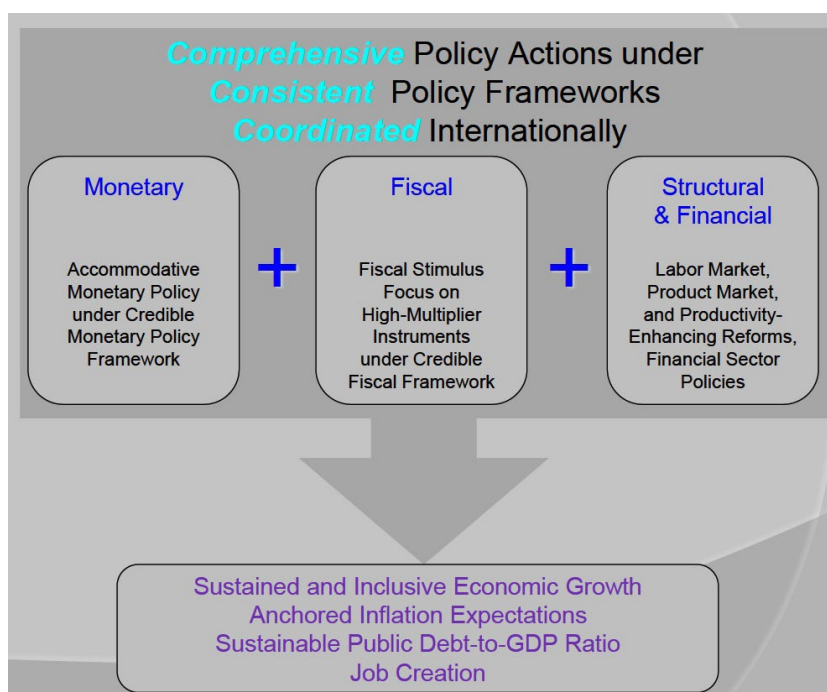 Comprehensive Policy Actions under
Consistent Policy Frameworks
Coordinated Internationally
Monetary
Accommodative
Monetary Policy
under Credible
Monetary Policy
Framework
+
Fiscal
Fiscal Stimulus
Focus on
High-Multiplier
Instruments
under Credible
Fiscal Framework
+
Structural
& Financial
Labor Market,
Product Market,
and Productivity-
Enhancing Reforms,
Financial Sector
Policies
Sustained and Inclusive Economic Growth
Anchored Inflation Expectations
Sustainable Public Debt-to-GDP Ratio
Job Creation